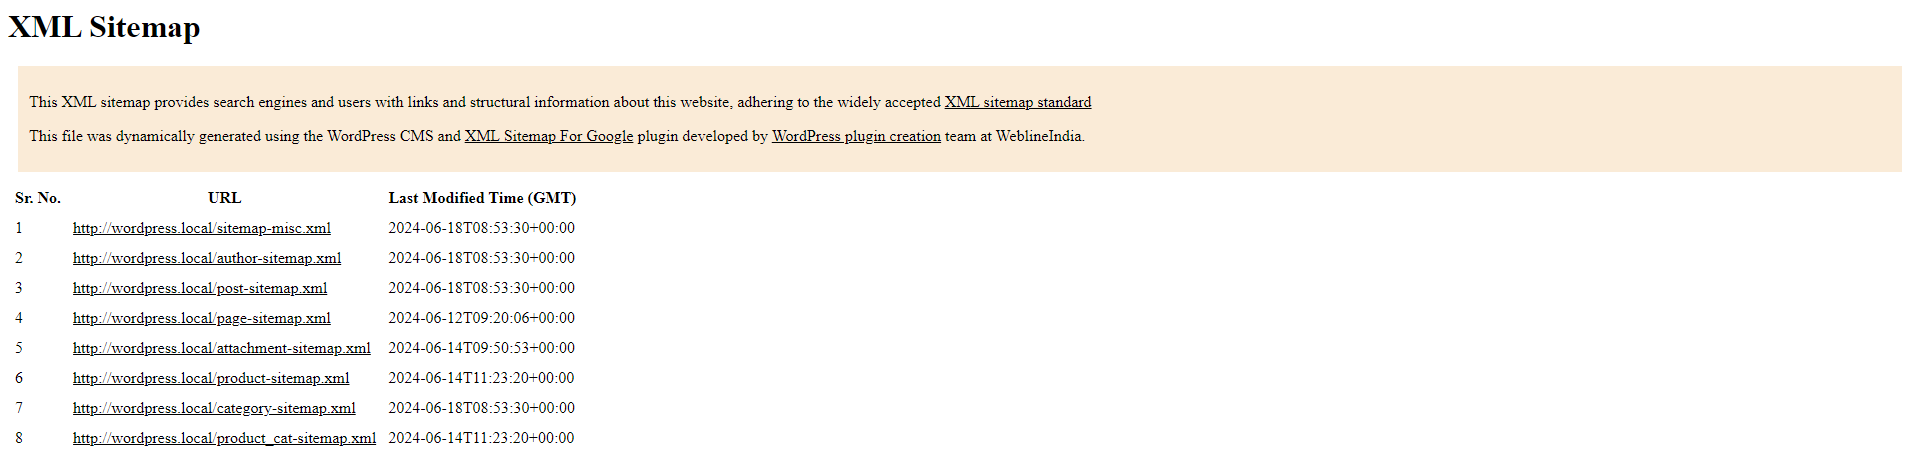 XML Sitemap
This XML sitemap provides search engines and users with links and structural information about this website, adhering to the widely accepted XML sitemap standard
This file was dynamically generated using the WordPress CMS and XML Sitemap For Google plugin developed by WordPress plugin creation team at WeblineIndia.
Sr. No. URL Last Modified Time (GMT)
1 http://wordpress.local/sitemap-misc.xml 2024-06-18T08:53:30+00:00
2 http://wordpress.local/author-sitemap.xml 2024-06-18T08:53:30+00:00
3 http://wordpress.local/post-sitemap.xml 2024-06-18T08:53:30+00:00
4 http://wordpress.local/page-sitemap.xml 2024-06-12T09:20:06+00:00
5 http://wordpress.local/attachment-sitemap.xml 2024-06-14T09:50:53+00:00
6 http://wordpress.local/product-sitemap.xml 2024-06-14T11:23:20+00:00
7 http://wordpress.local/category-sitemap.xml 2024-06-18T08:53:30+00:00
8 http://wordpress.local/product_cat-sitemap.xml 2024-06-14T11:23:20+00:00